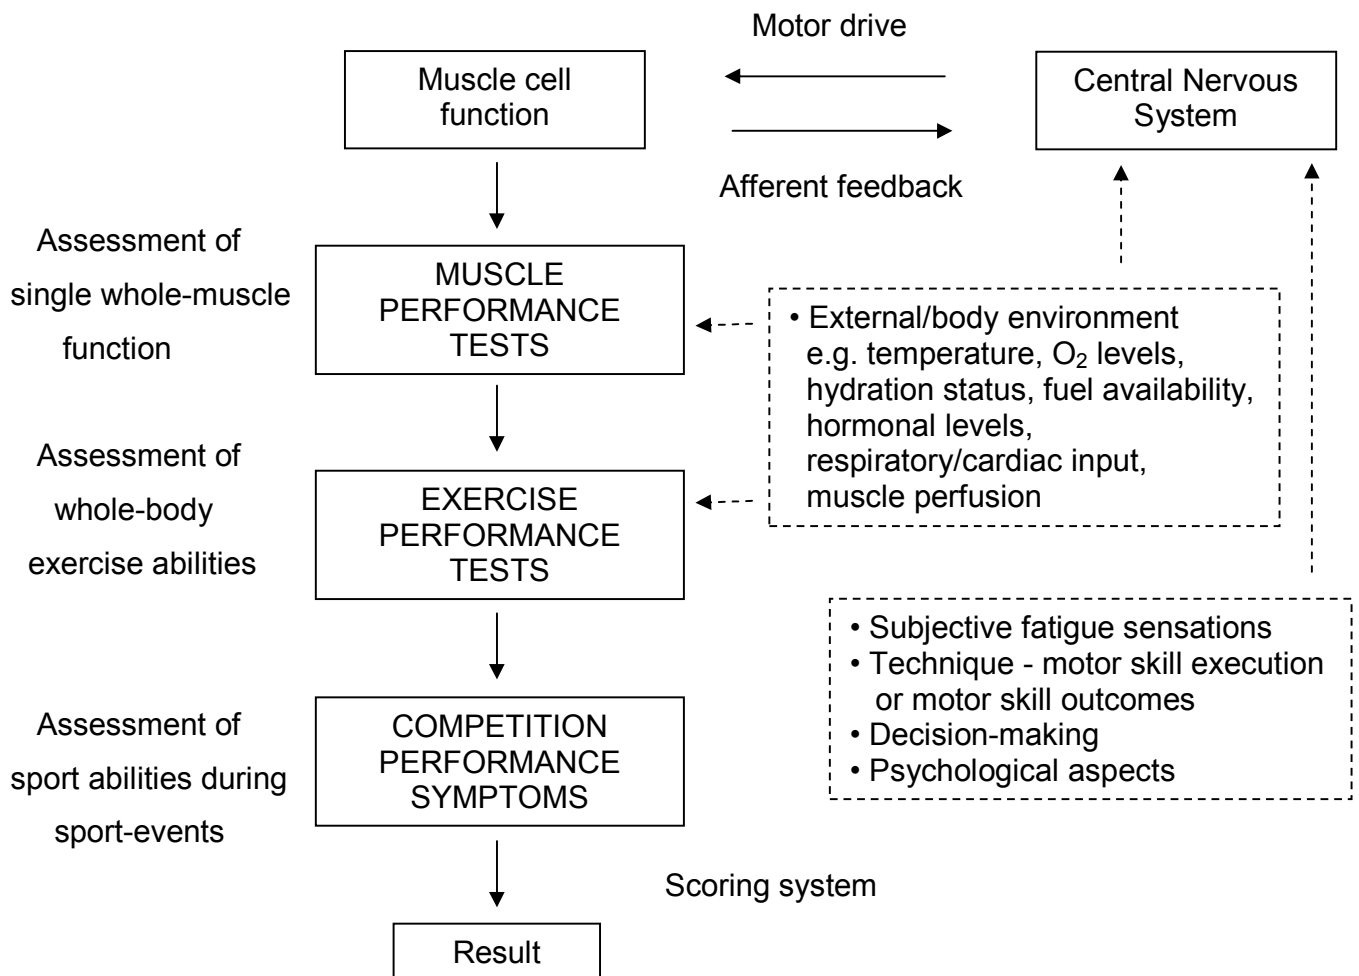 Motor drive
Muscle cell
function
Central Nervous
System
Afferent feedback
Assessment of
single whole-muscle
function
MUSCLE
PERFORMANCE
TESTS
• External/body environment
e.g. temperature, O₂ levels,
hydration status, fuel availability,
hormonal levels,
respiratory/cardiac input,
muscle perfusion
Assessment of
whole-body
exercise abilities
EXERCISE
PERFORMANCE
TESTS
• Subjective fatigue sensations
• Technique - motor skill execution
or motor skill outcomes
• Decision-making
• Psychological aspects
Assessment of
sport abilities during
sport-events
COMPETITION
PERFORMANCE
SYMPTOMS
Scoring system
Result